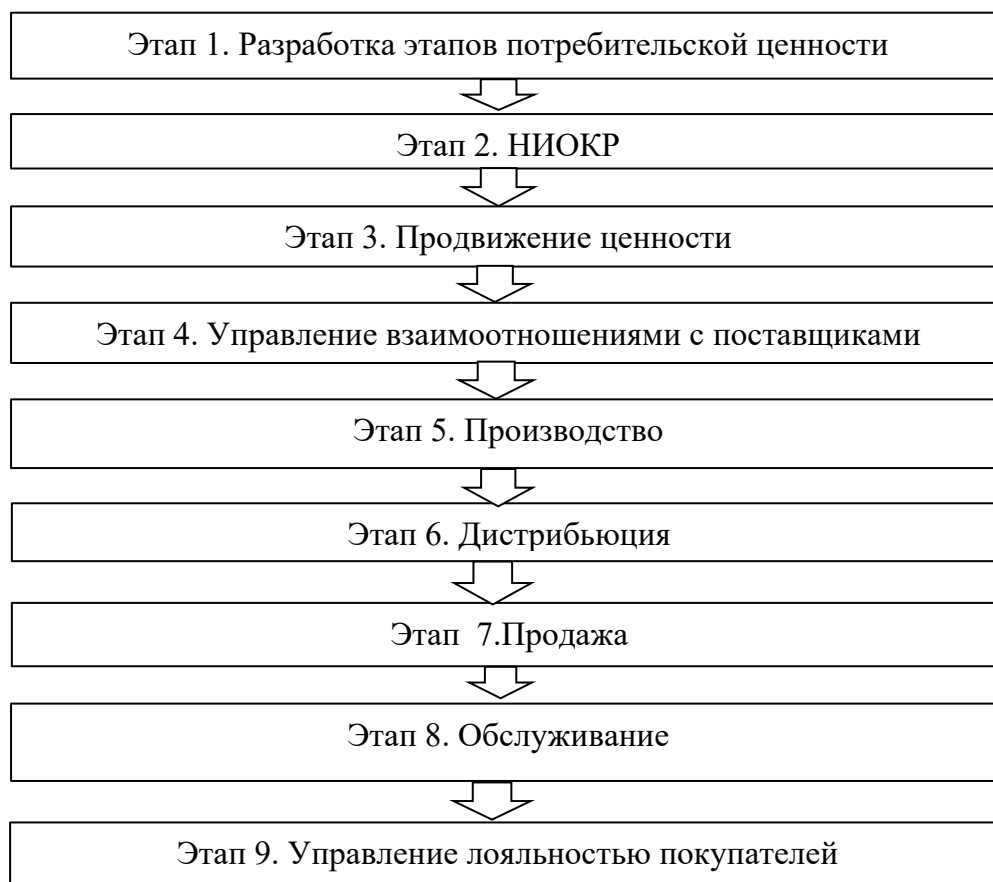 Этап 1. Разработка этапов потребительской ценности
Этап 2. НИОКР
Этап 3. Продвижение ценности
Этап 4. Управление взаимоотношениями с поставщиками
Этап 5. Производство
Этап 6. Дистрибьюция
Этап 7.Продажа
Этап 8. Обслуживание
Этап 9. Управление лояльностью покупателей